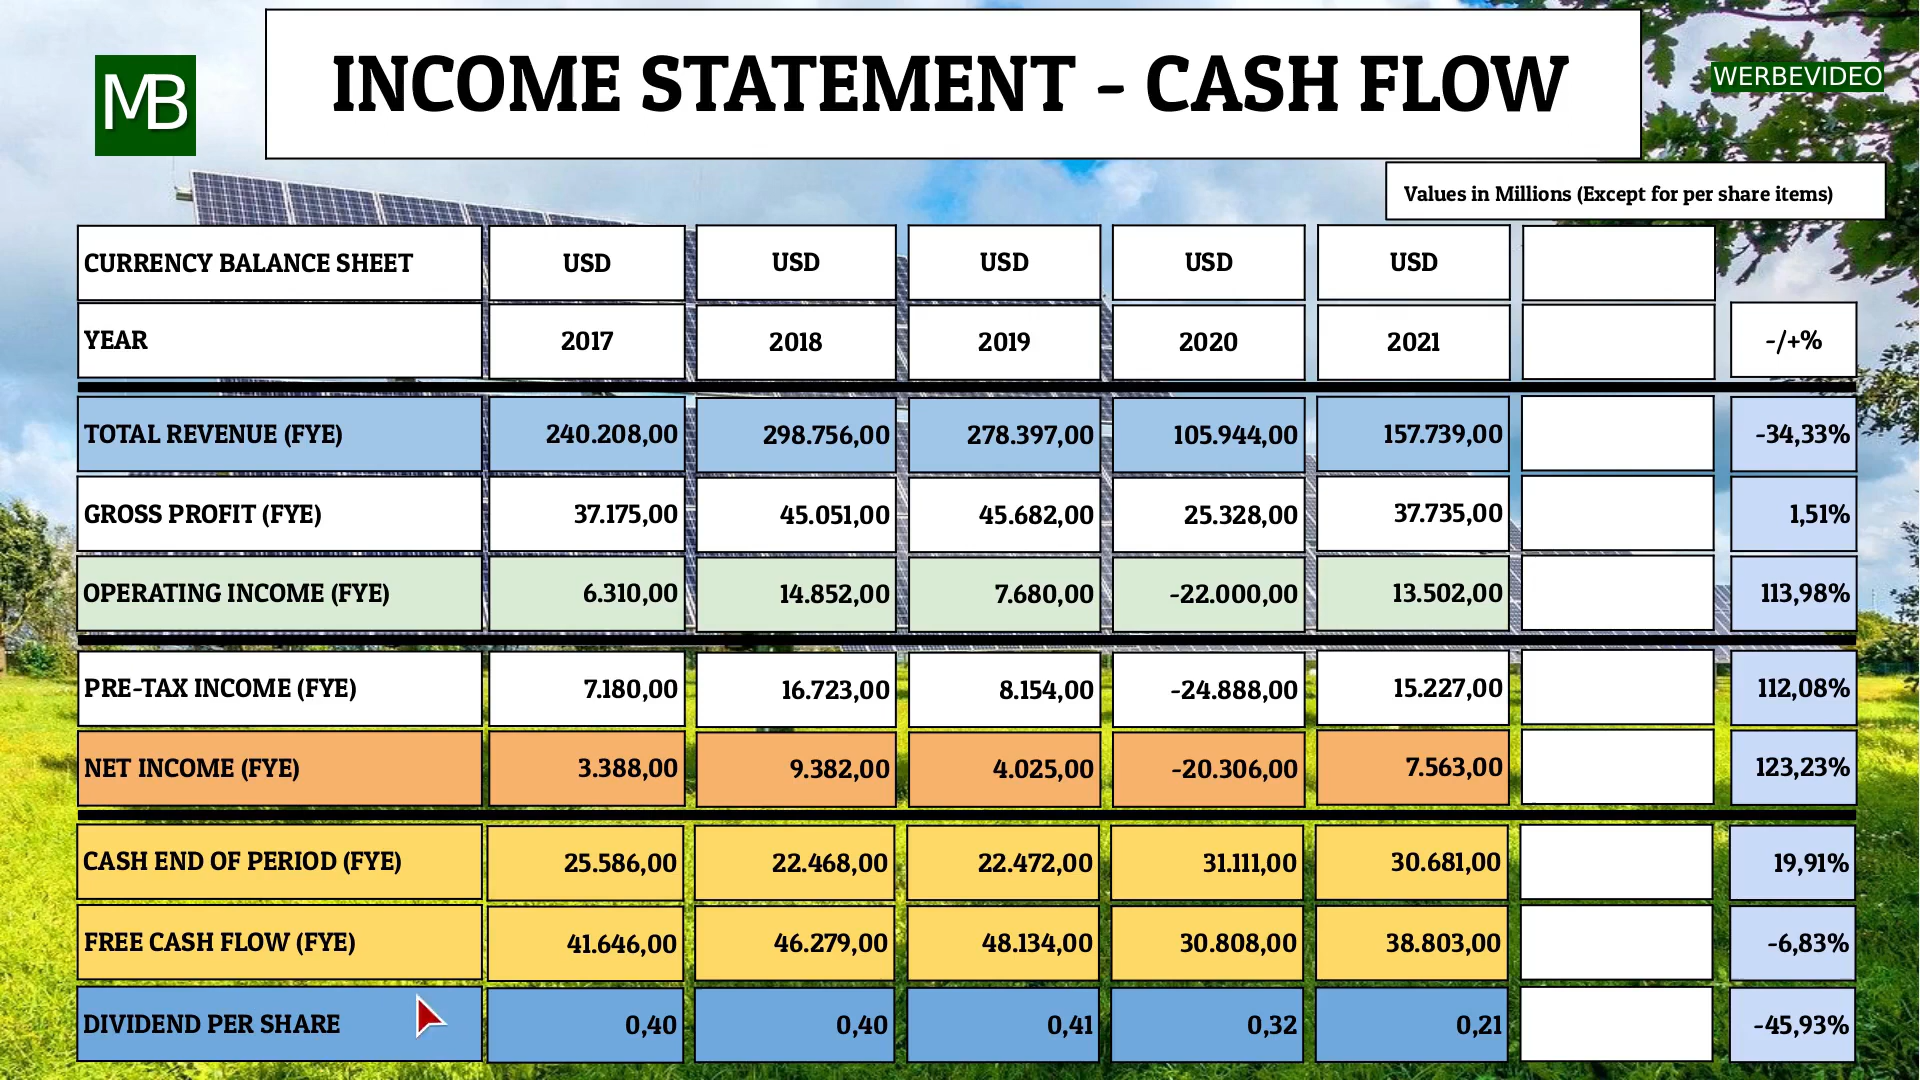 INCOME STATEMENT - CASH FLOW
MB
WERBEVIDEO
Values in Millions (Except for per share items)
CURRENCY BALANCE SHEET USD USD USD USD USD
YEAR 2017 2018 2019 2020 2021 -/+%
TOTAL REVENUE (FYE) 240.208,00 298.756,00 278.397,00 105.944,00 157.739,00 -34,33%
GROSS PROFIT (FYE) 37.175,00 45.051,00 45.682,00 25.328,00 37.735,00 1,51%
OPERATING INCOME (FYE) 6.310,00 14.852,00 7.680,00 -22.000,00 13.502,00 113,98%
PRE-TAX INCOME (FYE) 7.180,00 16.723,00 8.154,00 -24.888,00 15.227,00 112,08%
NET INCOME (FYE) 3.388,00 9.382,00 4.025,00 -20.306,00 7.563,00 123,23%
CASH END OF PERIOD (FYE) 25.586,00 22.468,00 22.472,00 31.111,00 30.681,00 19,91%
FREE CASH FLOW (FYE) 41.646,00 46.279,00 48.134,00 30.808,00 38.803,00 -6,83%
DIVIDEND PER SHARE 0,40 0,40 0,41 0,32 0,21 -45,93%